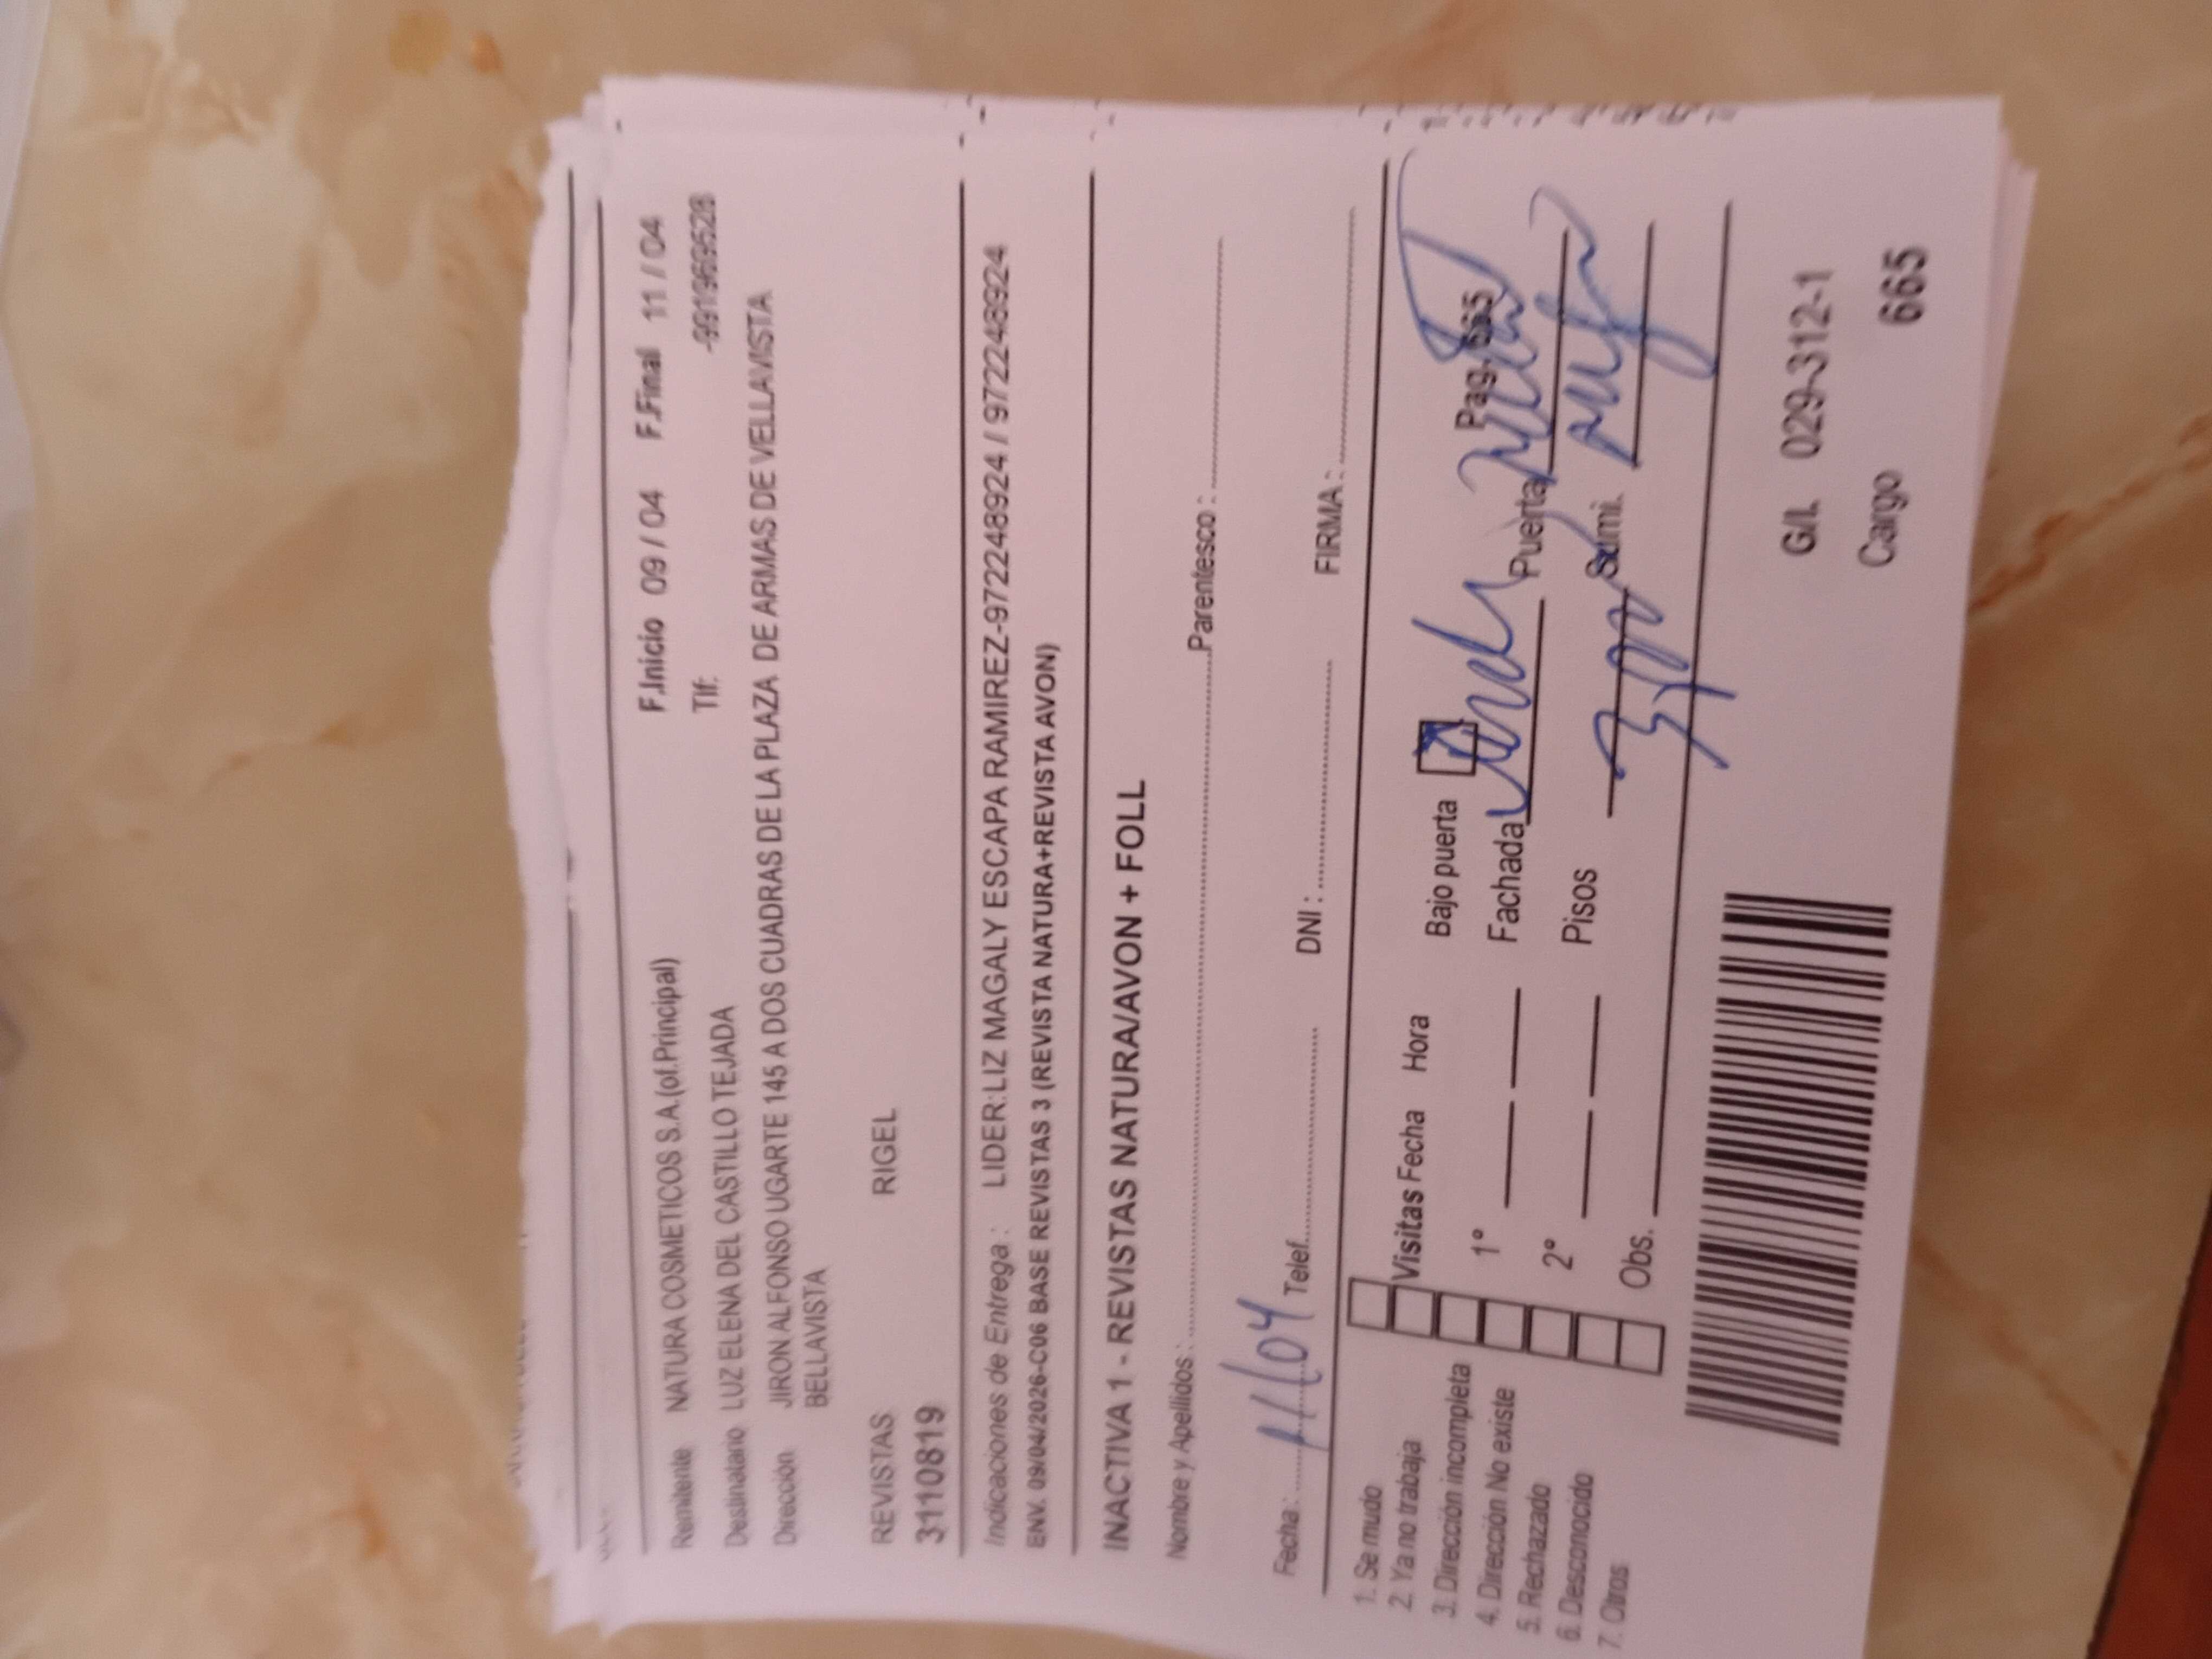 F.Inicio 09 / 04 F.Final 11 / 04
Remitente NATURA COSMETICOS S.A.(of.Principal) Tlf:
Destinatario LUZ ELENA DEL CASTILLO TEJADA
Dirección JIRON ALFONSO UGARTE 145 A DOS CUADRAS DE LA PLAZA DE ARMAS DE VELLAVISTA
BELLAVISTA
REVISTAS RIGEL
3110819
Indicaciones de Entrega : LIDER:LIZ MAGALY ESCAPA RAMIREZ-972248924 / 972248924
ENV. 09/04/2026-C06 BASE REVISTAS 3 (REVISTA NATURA+REVISTA AVON)
INACTIVA 1 - REVISTAS NATURA/AVON + FOLL
Nombre y Apellidos : Parentesco :
Fecha : 11/04 Telef. DNI : FIRMA :
1. Se mudo
2. Ya no trabaja
3. Dirección incompleta
4. Dirección No existe
5. Rechazado
6. Desconocido
7. Otros
Visitas Fecha Hora Bajo puerta Pag- 665
1° Fachada Puerta
2° Pisos Sumi.
Obs.
G/L 029-312-1
Cargo 665